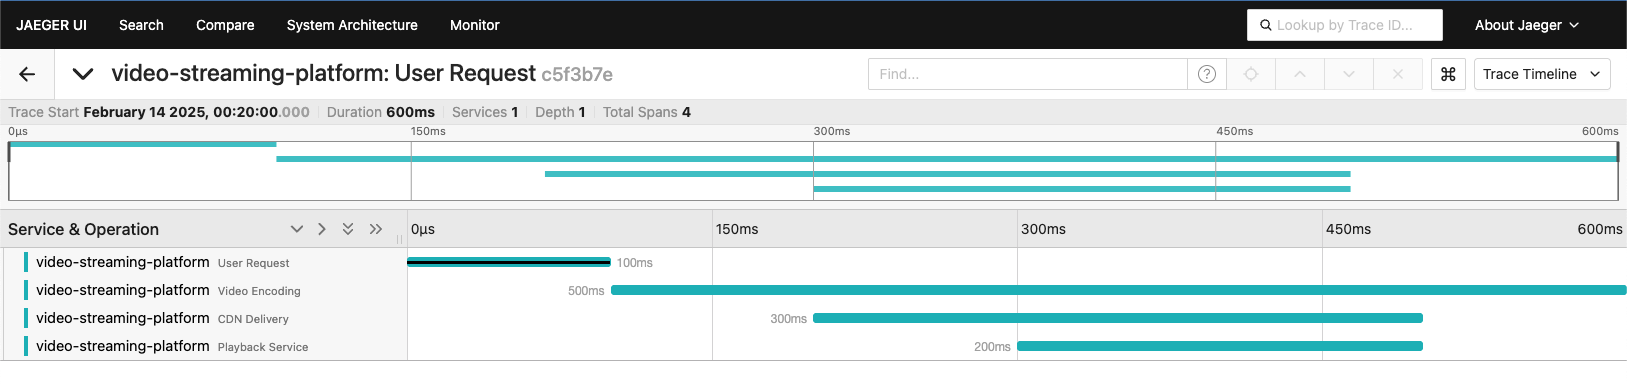 JAEGER UI Search Compare System Architecture Monitor Lookup by Trace ID... About Jaeger
video-streaming-platform: User Request c5f3b7e Find... ? ⌘ Trace Timeline
Trace Start February 14 2025, 00:20:00.000 Duration 600ms Services 1 Depth 1 Total Spans 4
0μs 150ms 300ms 450ms 600ms
Service & Operation 0μs 150ms 300ms 450ms 600ms
video-streaming-platform User Request 100ms
video-streaming-platform Video Encoding 500ms
video-streaming-platform CDN Delivery 300ms
video-streaming-platform Playback Service 200ms